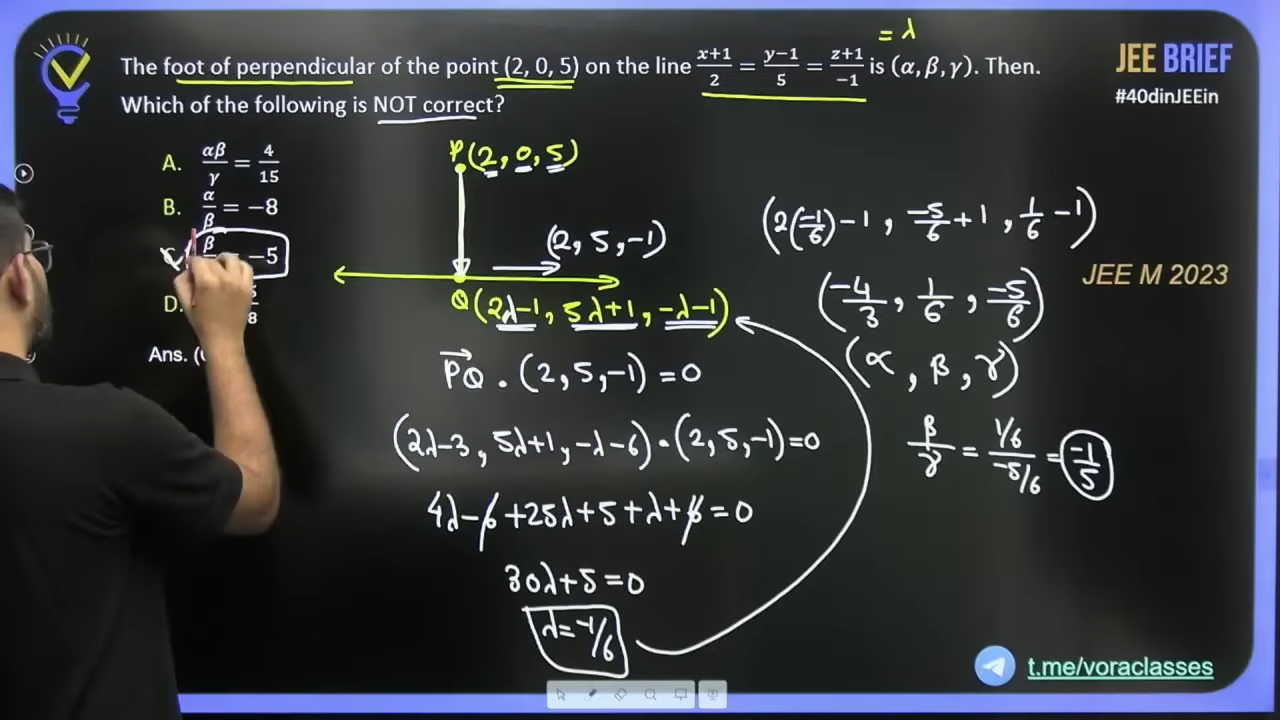 = λ
The foot of perpendicular of the point (2, 0, 5) on the line (x+1)/2 = (y−1)/5 = (z+1)/−1 is (α, β, γ). Then.
Which of the following is NOT correct?
JEE BRIEF
#40dinJEEin
A. αβ/γ = 4/15
B. α/β = −8
β −5
D. 8
Ans. (
P(2, 0, 5)
(2, 5, −1)
Q(2λ−1, 5λ+1, −λ−1)
PQ⃗ . (2, 5, −1) = 0
(2λ−3, 5λ+1, −λ−6)•(2, 5, −1)=0
4λ−6+25λ+5+λ+6=0
30λ+5=0
λ=−1/6
(2(−1/6)−1, −5/6+1, 1/6−1)
JEE M 2023
(−4/3, 1/6, −5/6)
(α, β, γ)
β/γ = (1/6)/(−5/6) = −1/5
t.me/voraclasses